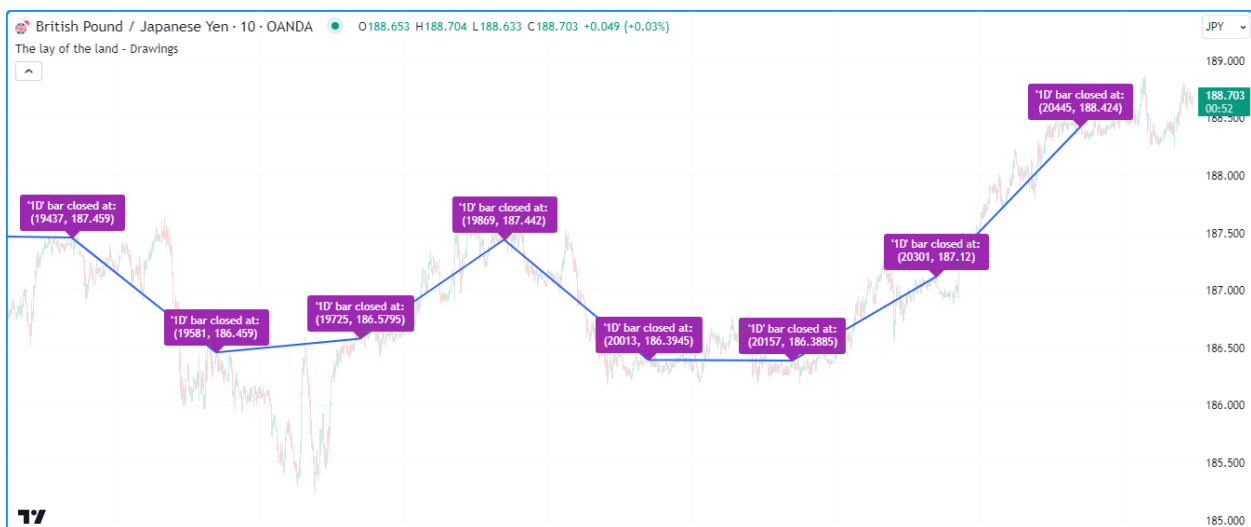 British Pound / Japanese Yen · 10 · OANDA O188.653 H188.704 L188.633 C188.703 +0.049 (+0.03%)
JPY
The lay of the land - Drawings
189.000
188.703
00:52
188.500
188.000
187.500
187.000
186.500
186.000
185.500
185.000
'1D' bar closed at:
(19437, 187.459)
'1D' bar closed at:
(19581, 186.459)
'1D' bar closed at:
(19725, 186.5795)
'1D' bar closed at:
(19869, 187.442)
'1D' bar closed at:
(20013, 186.3945)
'1D' bar closed at:
(20157, 186.3885)
'1D' bar closed at:
(20301, 187.12)
'1D' bar closed at:
(20445, 188.424)